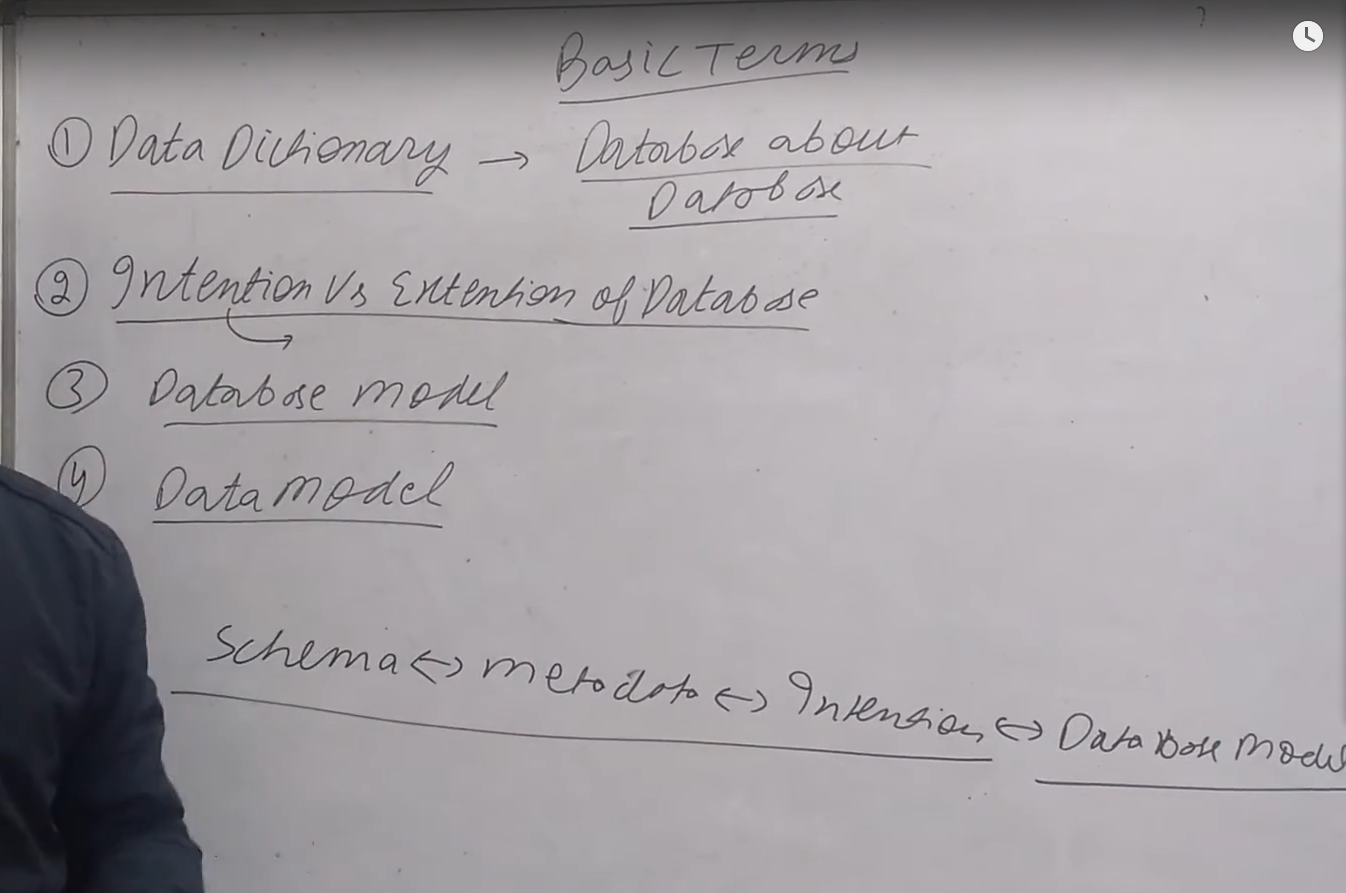 Basic Terms
① Data Dictionary → Database about
Database
② Intention Vs Extention of Database
③ Database model
④ Data model
Schema ↔ metadata ↔ Intension ↔ Database model